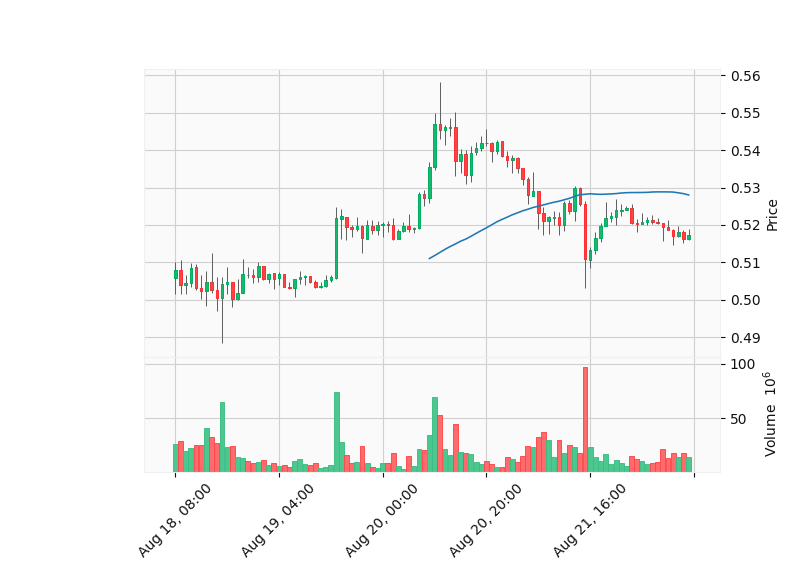 0.56
0.55
0.54
0.53
0.52
0.51
0.50
0.49
Price
100
50
Volume 10^6
Aug 18, 08:00
Aug 19, 04:00
Aug 20, 00:00
Aug 20, 20:00
Aug 21, 16:00